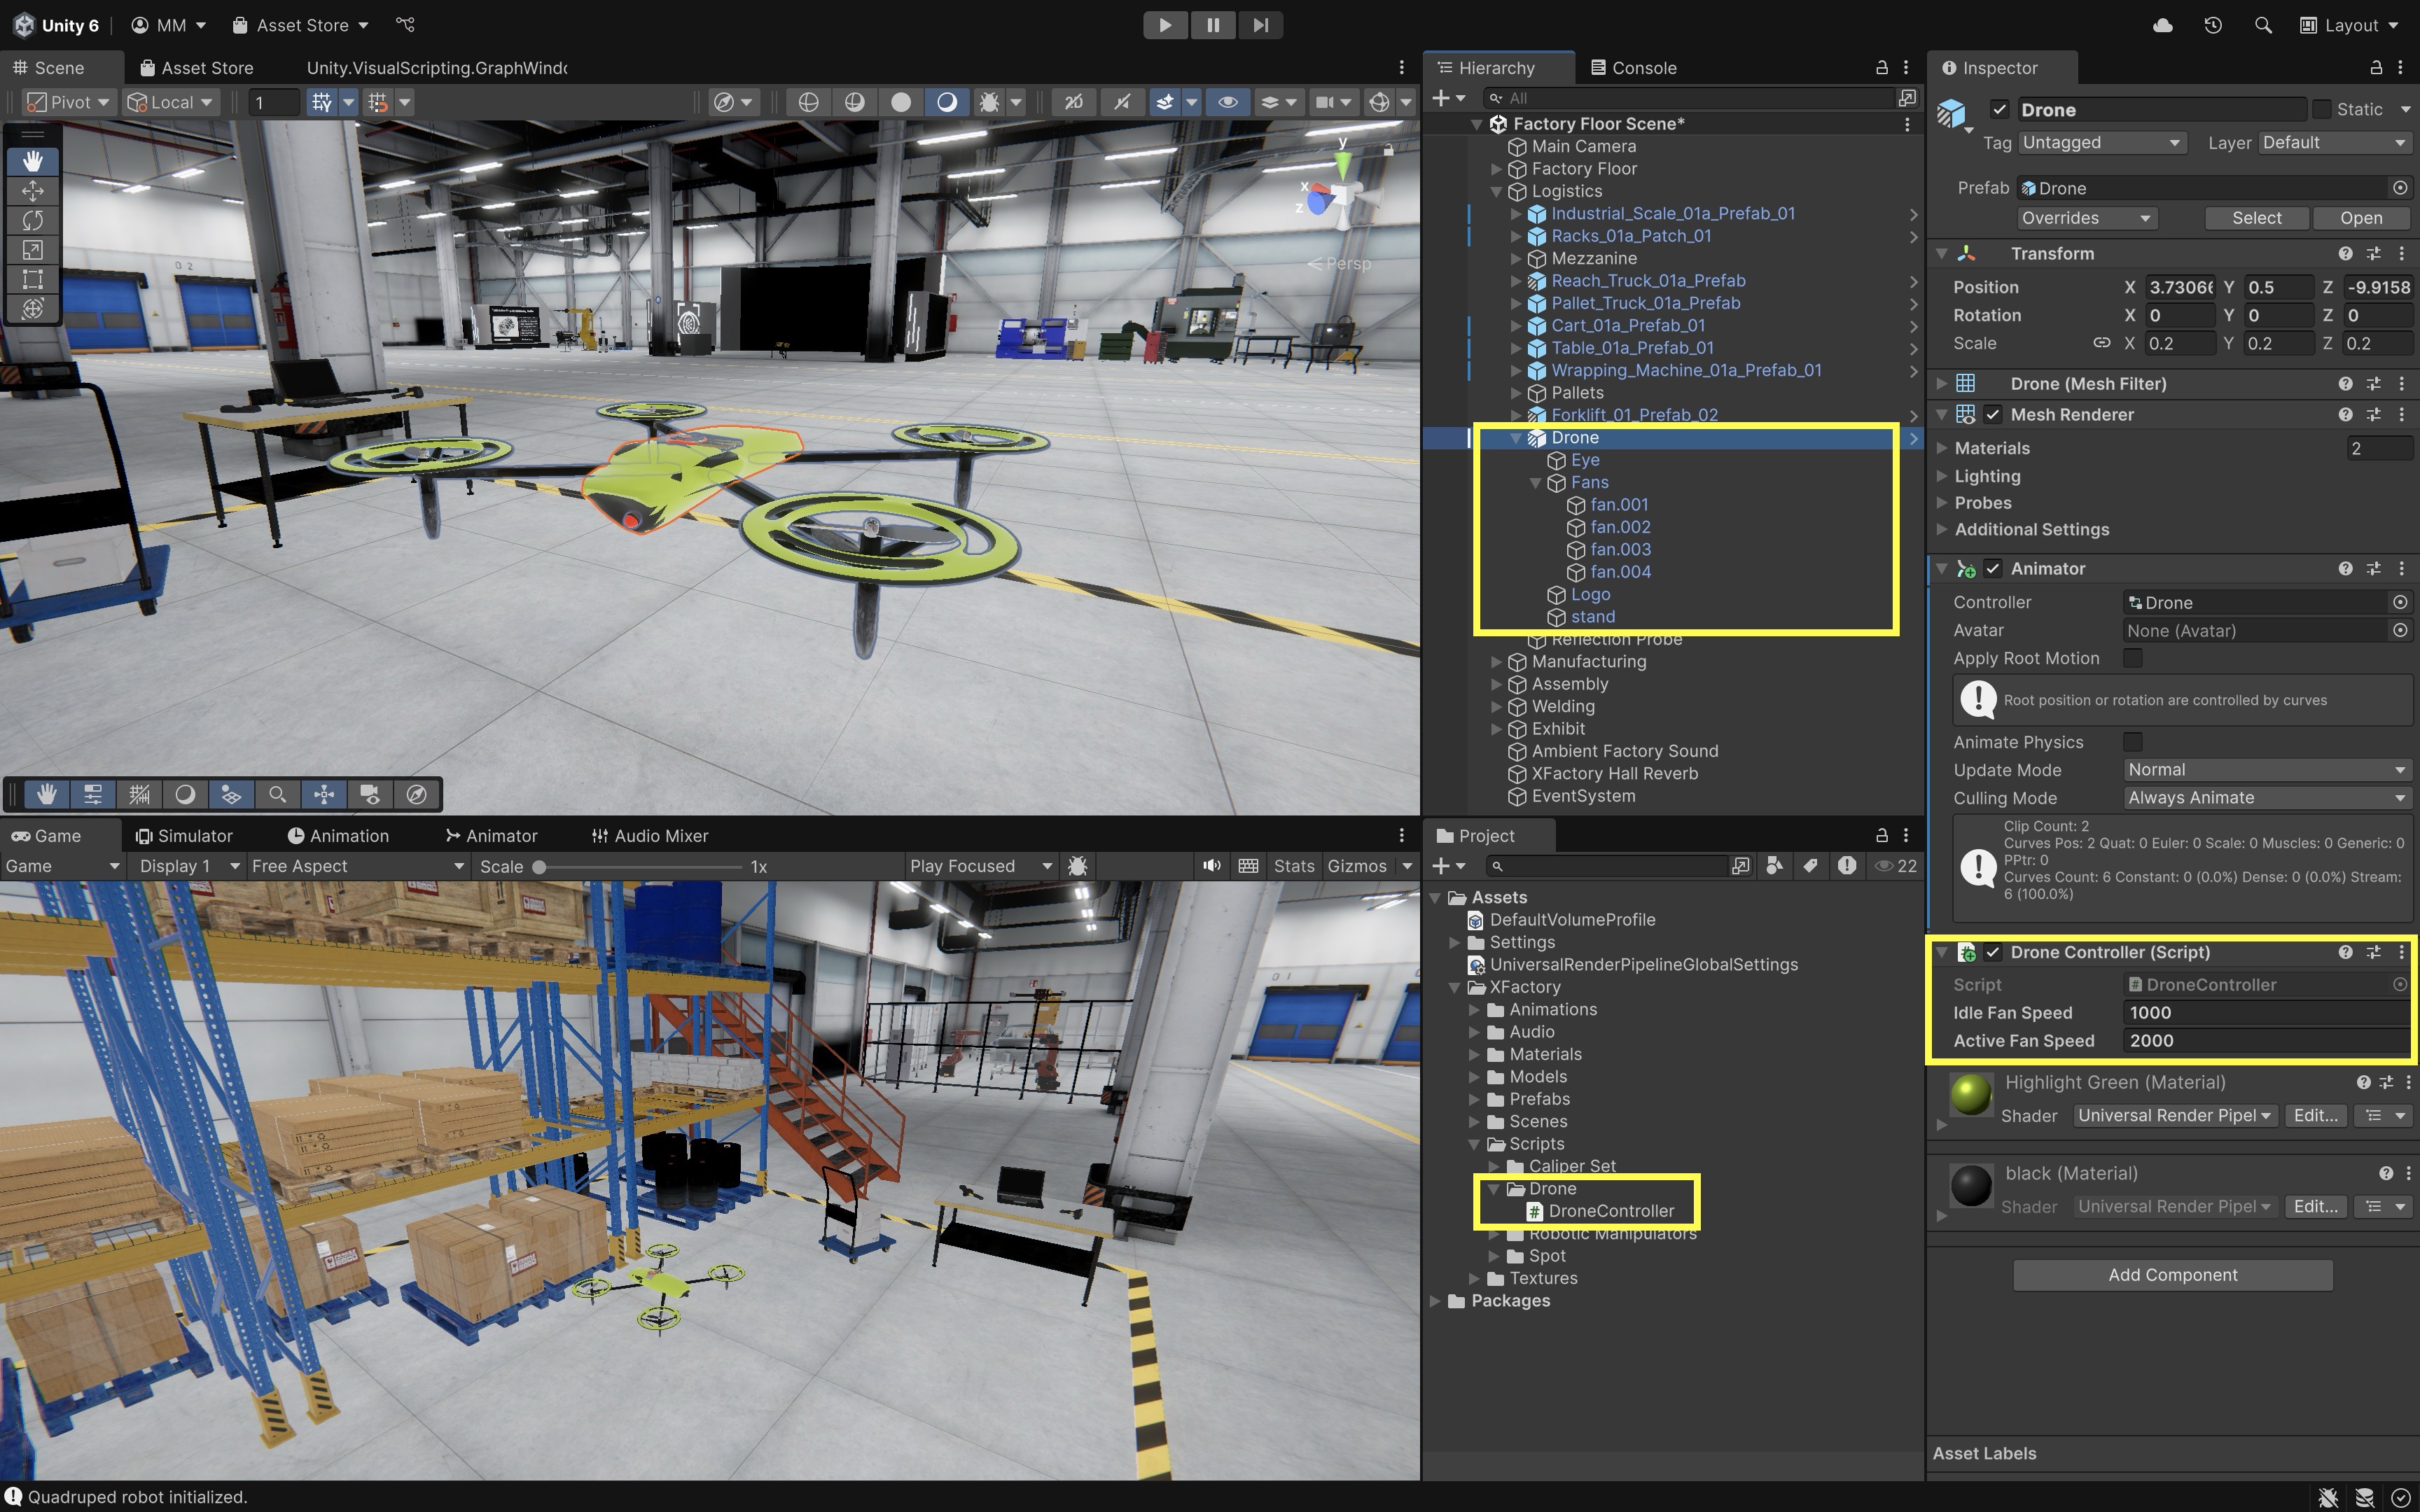 Unity 6
MM
Asset Store
Layout
Scene
Asset Store
Unity.VisualScripting.GraphWindo
Pivot
Local
1
2D
y
x
z
Persp
Game
Simulator
Animation
Animator
Audio Mixer
Game
Display 1
Free Aspect
Scale
1x
Play Focused
Stats
Gizmos
Quadruped robot initialized.
Hierarchy
Console
All
Factory Floor Scene*
Main Camera
Factory Floor
Logistics
Industrial_Scale_01a_Prefab_01
Racks_01a_Patch_01
Mezzanine
Reach_Truck_01a_Prefab
Pallet_Truck_01a_Prefab
Cart_01a_Prefab_01
Table_01a_Prefab_01
Wrapping_Machine_01a_Prefab_01
Pallets
Forklift_01_Prefab_02
Drone
Eye
Fans
fan.001
fan.002
fan.003
fan.004
Logo
stand
Reflection Probe
Manufacturing
Assembly
Welding
Exhibit
Ambient Factory Sound
XFactory Hall Reverb
EventSystem
Project
22
Assets
DefaultVolumeProfile
Settings
UniversalRenderPipelineGlobalSettings
XFactory
Animations
Audio
Materials
Models
Prefabs
Scenes
Scripts
Caliper Set
Drone
DroneController
Robotic Manipulators
Spot
Textures
Packages
Inspector
Drone
Static
Tag Untagged Layer Default
Prefab Drone
Overrides Select Open
Transform
Position X 3.7306 Y 0.5 Z -9.9158
Rotation X 0 Y 0 Z 0
Scale X 0.2 Y 0.2 Z 0.2
Drone (Mesh Filter)
Mesh Renderer
Materials 2
Lighting
Probes
Additional Settings
Animator
Controller Drone
Avatar None (Avatar)
Apply Root Motion
Root position or rotation are controlled by curves
Animate Physics
Update Mode Normal
Culling Mode Always Animate
Clip Count: 2
Curves Pos: 2 Quat: 0 Euler: 0 Scale: 0 Muscles: 0 Generic: 0
PPtr: 0
Curves Count: 6 Constant: 0 (0.0%) Dense: 0 (0.0%) Stream:
6 (100.0%)
Drone Controller (Script)
Script # DroneController
Idle Fan Speed 1000
Active Fan Speed 2000
Highlight Green (Material)
Shader Universal Render Pipel Edit...
black (Material)
Shader Universal Render Pipel Edit...
Add Component
Asset Labels